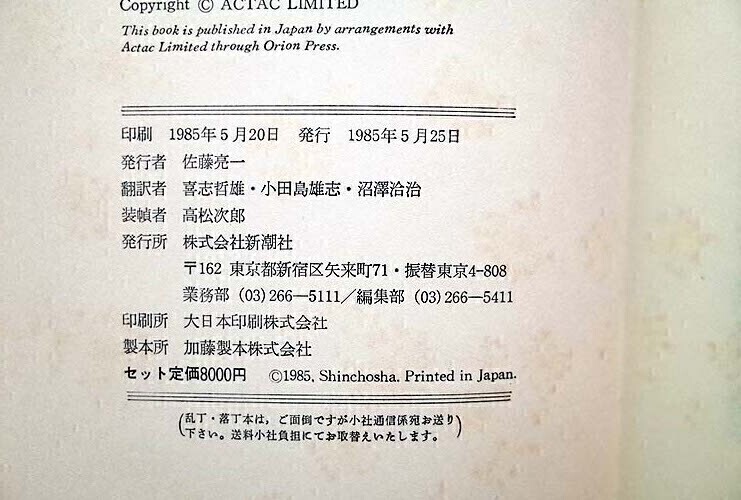 Copyright © ACTAC LIMITED
This book is published in Japan by arrangements with
Actac Limited through Orion Press.
印刷 1985年5月20日 発行 1985年5月25日
発行者 佐藤亮一
翻訳者 喜志哲雄・小田島雄志・沼澤洽治
装幀者 高松次郎
発行所 株式会社新潮社
〒162 東京都新宿区矢来町71・振替東京4-808
業務部 (03)266―5111／編集部 (03)266―5411
印刷所 大日本印刷株式会社
製本所 加藤製本株式会社
セット定価8000円 ©1985, Shinchosha. Printed in Japan.
(乱丁・落丁本は，ご面倒ですが小社通信係宛お送り
下さい。送料小社負担にてお取替えいたします。)